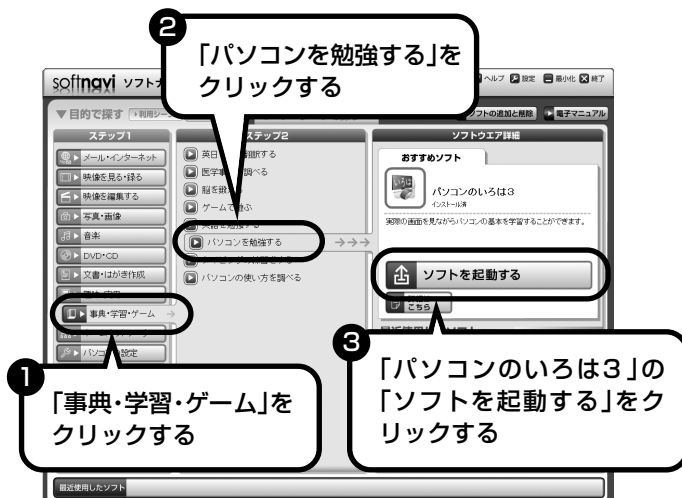 2
「パソコンを勉強する」を
クリックする
softnavi ソフトナ
ヘルプ 設定 最小化 終了
▼目的で探す
ソフトの追加と削除 電子マニュアル
ステップ1
メール・インターネット
映像を見る・録る
映像を編集する
写真・画像
音楽
DVD・CD
文書・はがき作成
事典・学習・ゲーム
ステップ2
ゲームで遊ぶ
パソコンを勉強する →→→
パソコンの使い方を調べる
ソフトウエア詳細
おすすめソフト
パソコンのいろは3
インストール済
実際の画面を見ながらパソコンの基本を学習することができます。
ソフトを起動する
こちら
1
「事典・学習・ゲーム」を
クリックする
3
「パソコンのいろは3」の
「ソフトを起動する」をク
リックする
最近使用したソフト